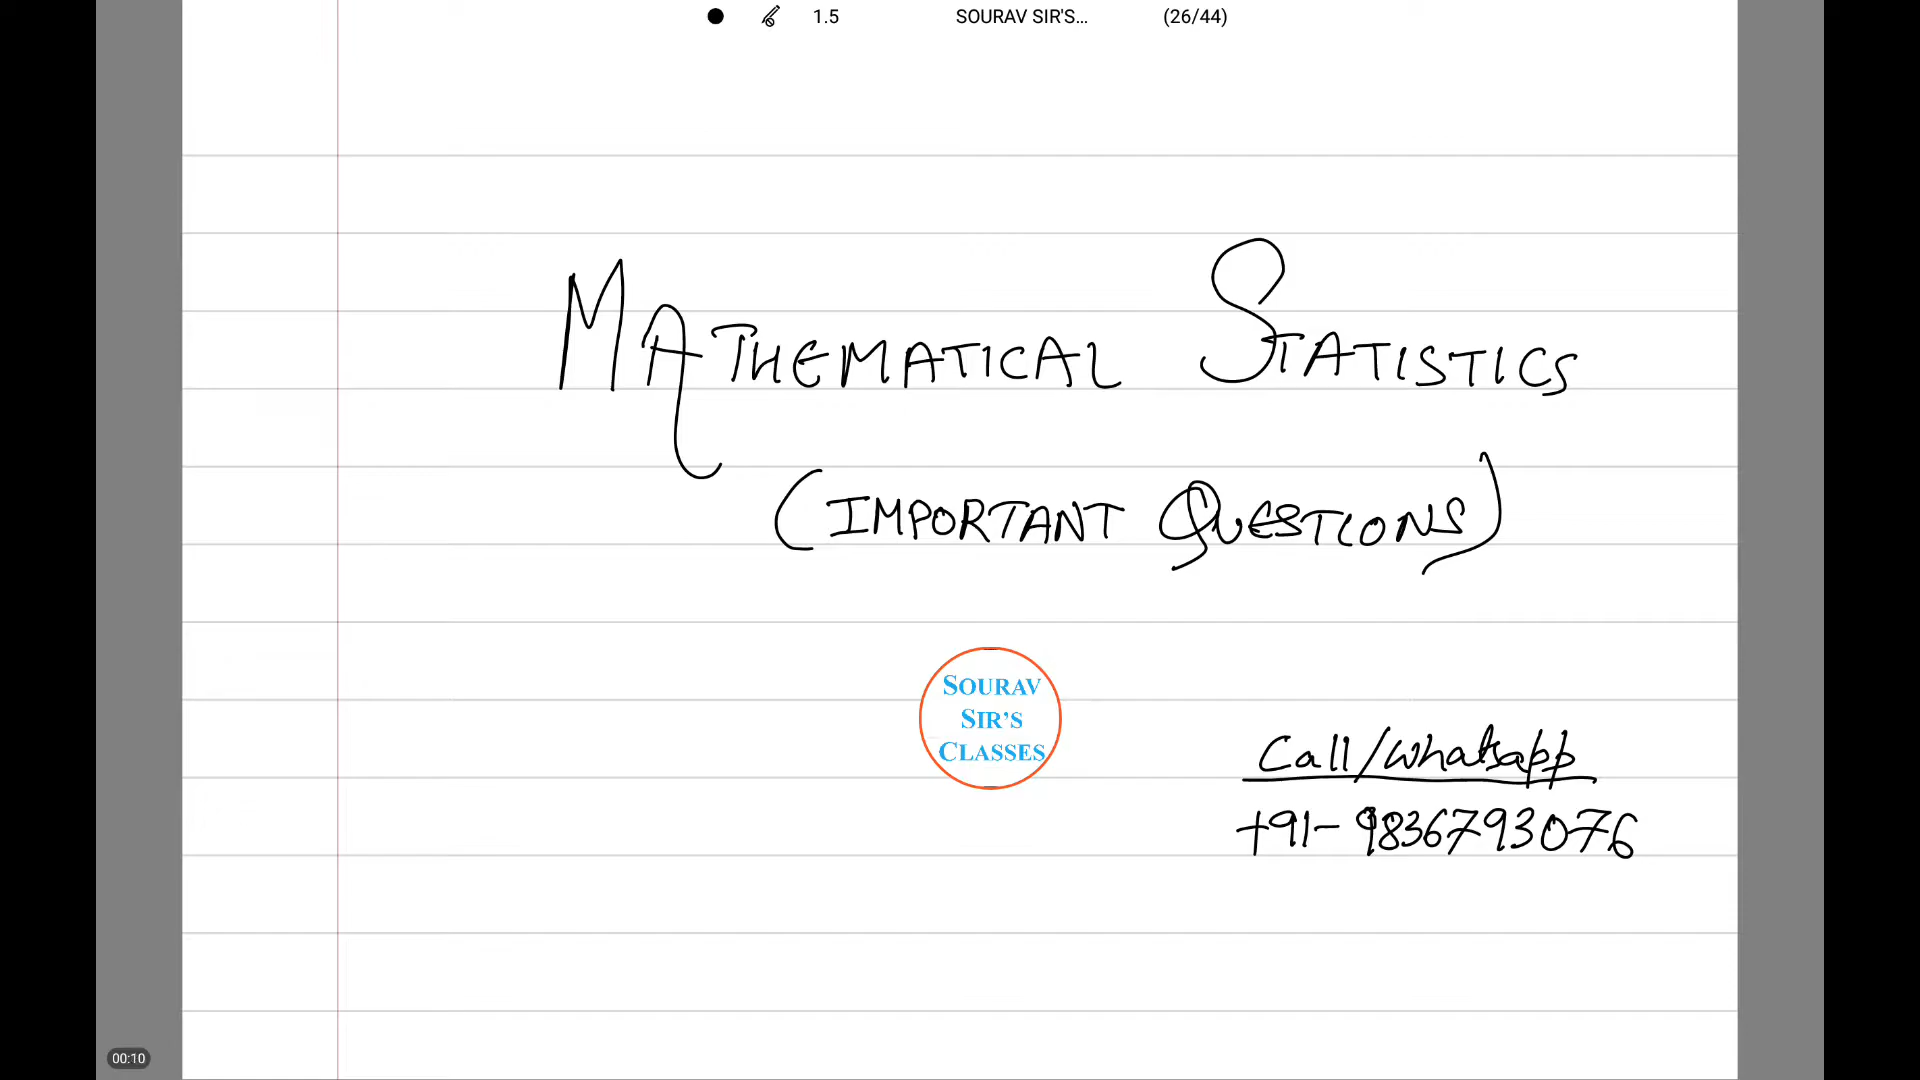 1.5 SOURAV SIR'S... (26/44)
MATHEMATICAL STATISTICS
(IMPORTANT QUESTIONS)
SOURAV
SIR'S
CLASSES
Call/Whatsapp
+91-9836793076
00:10